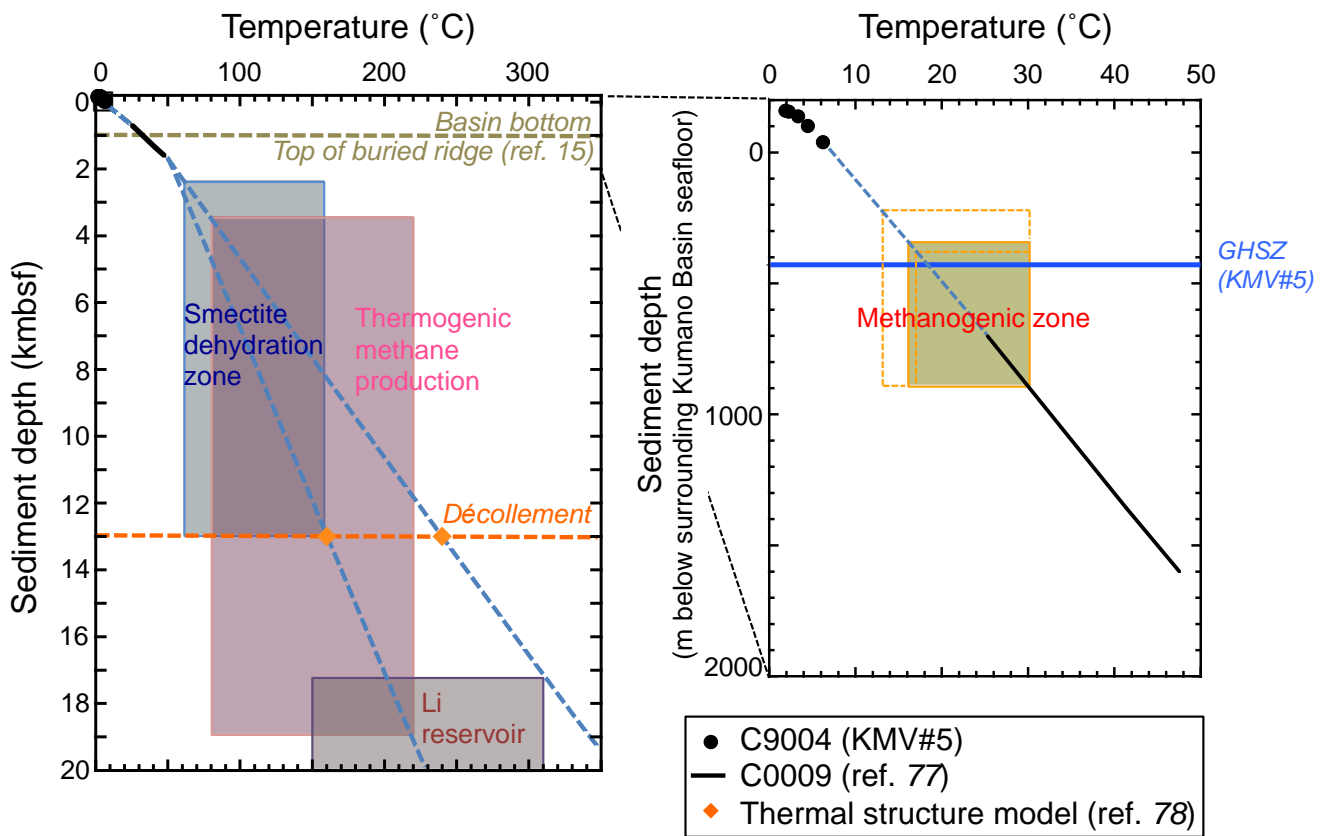 Temperature (˚C)
0 100 200 300
0
2
4
6
8
10
12
14
16
18
20
Sediment depth (kmbsf)
Basin bottom
Top of buried ridge (ref. 15)
Smectite
dehydration
zone
Thermogenic
methane
production
Décollement
Li
reservoir
Temperature (˚C)
0 10 20 30 40 50
0
1000
2000
Sediment depth
(m below surrounding Kumano Basin seafloor)
GHSZ
(KMV#5)
Methanogenic zone
C9004 (KMV#5)
C0009 (ref. 77)
Thermal structure model (ref. 78)